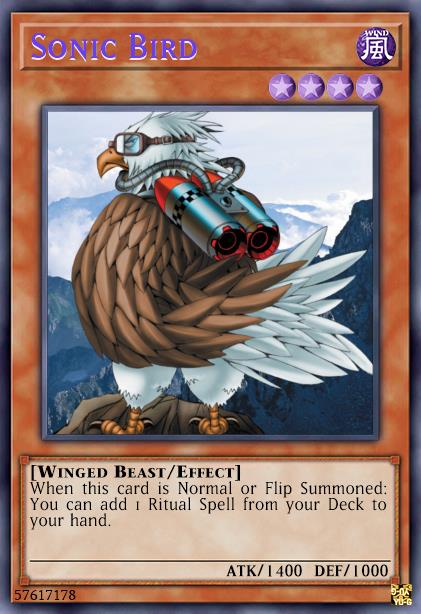 Sonic Bird
WIND
風
[Winged Beast/Effect]
When this card is Normal or Flip Summoned:
You can add 1 Ritual Spell from your Deck to
your hand.
ATK/1400 DEF/1000
57617178